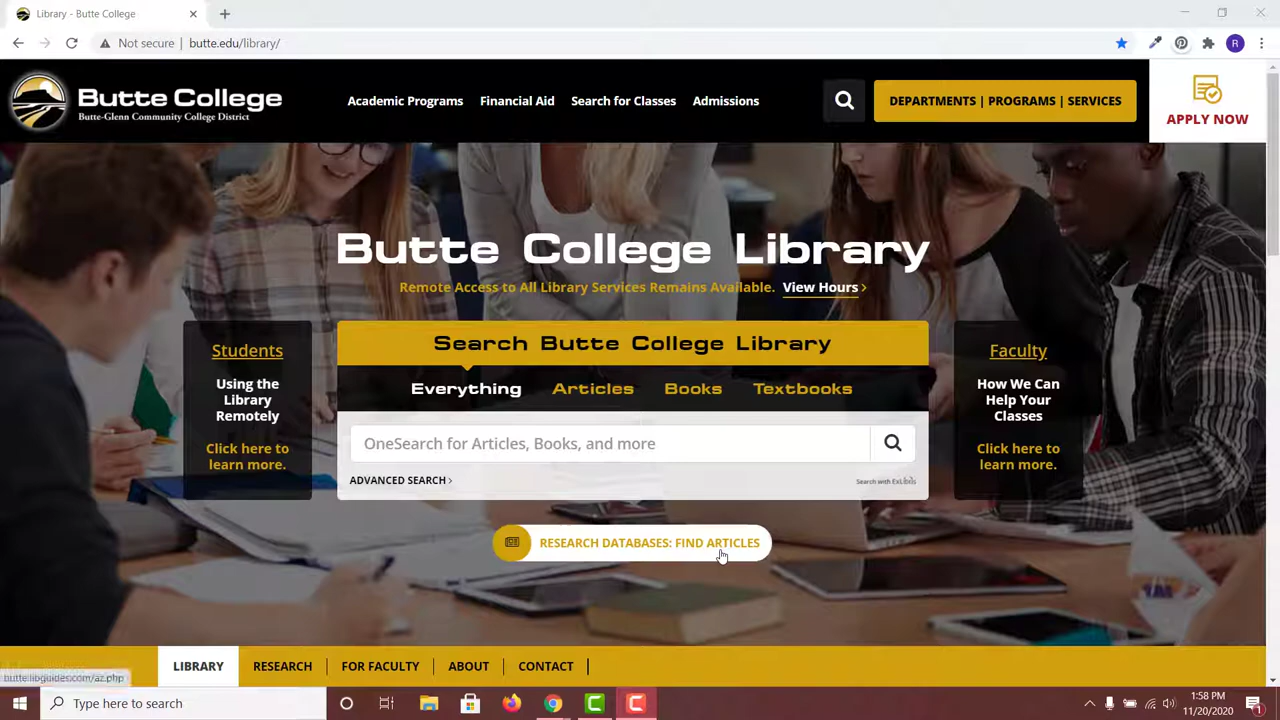 Library - Butte College
Not secure | butte.edu/library/
R
Butte College
Butte-Glenn Community College District
Academic Programs Financial Aid Search for Classes Admissions
DEPARTMENTS | PROGRAMS | SERVICES
APPLY NOW
Butte College Library
Remote Access to All Library Services Remains Available. View Hours ›
Students
Using the
Library
Remotely
Click here to
learn more.
Search Butte College Library
Everything Articles Books Textbooks
OneSearch for Articles, Books, and more
ADVANCED SEARCH ›
Search with ExLibris
Faculty
How We Can
Help Your
Classes
Click here to
learn more.
RESEARCH DATABASES: FIND ARTICLES
LIBRARY RESEARCH | FOR FACULTY | ABOUT | CONTACT |
butte.libguides.com/az.php
Type here to search
1:58 PM
11/20/2020
1